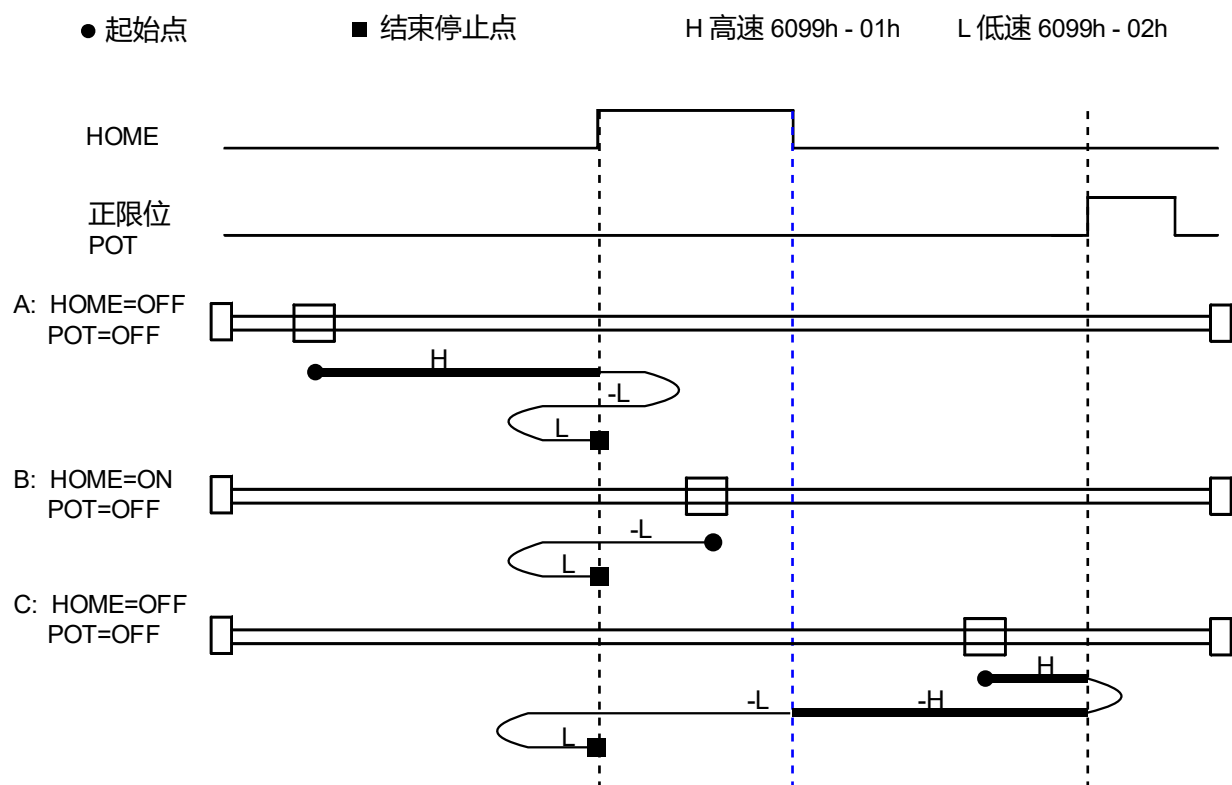 ● 起始点 ■ 结束停止点 H 高速 6099h - 01h L 低速 6099h - 02h
HOME
正限位
POT
A: HOME=OFF
POT=OFF
H
-L
L
B: HOME=ON
POT=OFF
-L
L
C: HOME=OFF
POT=OFF
H
-L -H
L